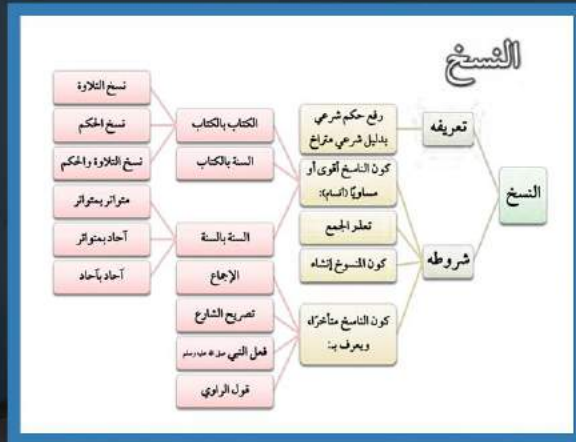 النسخ
النسخ
تعريفه
رفع حكم شرعي
بدليل شرعي متراخ
شروطه
كون الناسخ أقوى أو
مساويًا (أقسام):
الكتاب بالكتاب
نسخ التلاوة
نسخ الحكم
نسخ التلاوة والحكم
السنة بالكتاب
السنة بالسنة
متواتر بمتواتر
آحاد بمتواتر
آحاد بآحاد
تعذر الجمع
كون المنسوخ إنشاء
كون الناسخ متأخرًا،
ويعرف بـ:
الإجماع
تصريح الشارع
فعل النبي صلى الله عليه وسلم
قول الراوي